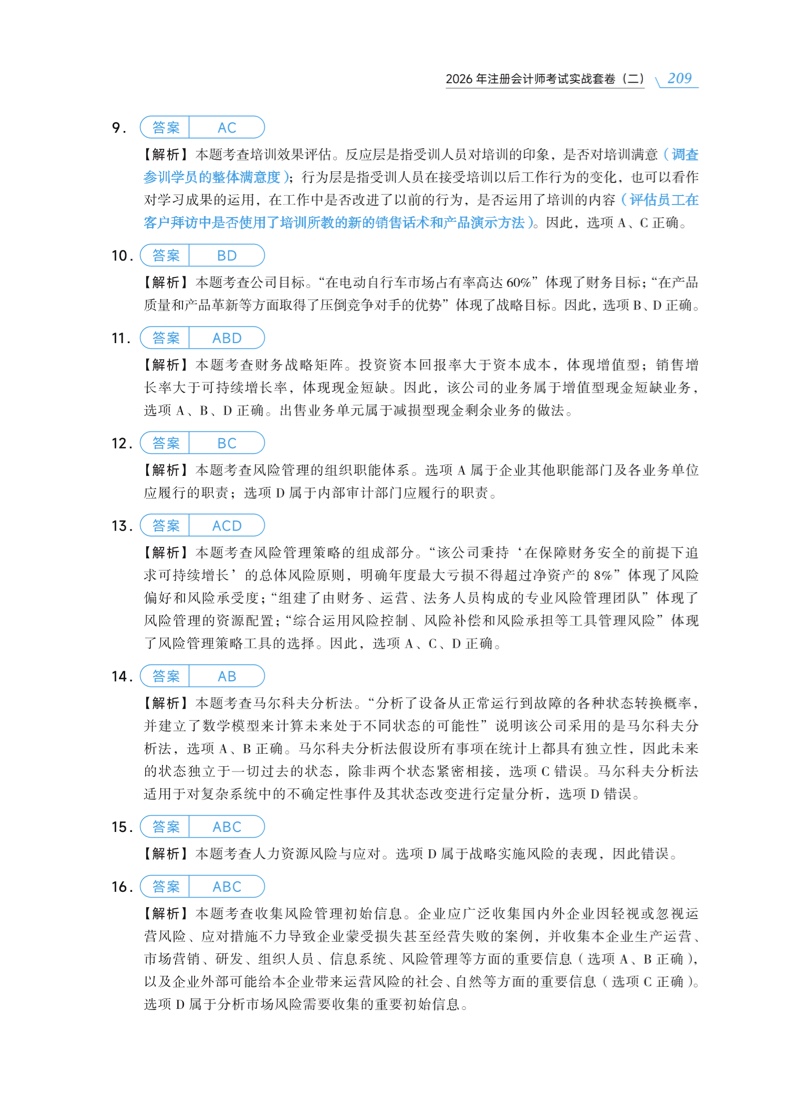 2026 年注册会计师考试实战套卷（二） 209
9. 答案 AC
【解析】本题考查培训效果评估。反应层是指受训人员对培训的印象，是否对培训满意（调查
参训学员的整体满意度）；行为层是指受训人员在接受培训以后工作行为的变化，也可以看作
对学习成果的运用，在工作中是否改进了以前的行为，是否运用了培训的内容（评估员工在
客户拜访中是否使用了培训所教的新的销售话术和产品演示方法）。因此，选项 A、C 正确。
10. 答案 BD
【解析】本题考查公司目标。“在电动自行车市场占有率高达 60%”体现了财务目标；“在产品
质量和产品革新等方面取得了压倒竞争对手的优势”体现了战略目标。因此，选项 B、D 正确。
11. 答案 ABD
【解析】本题考查财务战略矩阵。投资资本回报率大于资本成本，体现增值型；销售增
长率大于可持续增长率，体现现金短缺。因此，该公司的业务属于增值型现金短缺业务，
选项 A、B、D 正确。出售业务单元属于减损型现金剩余业务的做法。
12. 答案 BC
【解析】本题考查风险管理的组织职能体系。选项 A 属于企业其他职能部门及各业务单位
应履行的职责；选项 D 属于内部审计部门应履行的职责。
13. 答案 ACD
【解析】本题考查风险管理策略的组成部分。“该公司秉持‘在保障财务安全的前提下追
求可持续增长’的总体风险原则，明确年度最大亏损不得超过净资产的 8%”体现了风险
偏好和风险承受度；“组建了由财务、运营、法务人员构成的专业风险管理团队”体现了
风险管理的资源配置；“综合运用风险控制、风险补偿和风险承担等工具管理风险”体现
了风险管理策略工具的选择。因此，选项 A、C、D 正确。
14. 答案 AB
【解析】本题考查马尔科夫分析法。“分析了设备从正常运行到故障的各种状态转换概率，
并建立了数学模型来计算未来处于不同状态的可能性”说明该公司采用的是马尔科夫分
析法，选项 A、B 正确。马尔科夫分析法假设所有事项在统计上都具有独立性，因此未来
的状态独立于一切过去的状态，除非两个状态紧密相接，选项 C 错误。马尔科夫分析法
适用于对复杂系统中的不确定性事件及其状态改变进行定量分析，选项 D 错误。
15. 答案 ABC
【解析】本题考查人力资源风险与应对。选项 D 属于战略实施风险的表现，因此错误。
16. 答案 ABC
【解析】本题考查收集风险管理初始信息。企业应广泛收集国内外企业因轻视或忽视运
营风险、应对措施不力导致企业蒙受损失甚至经营失败的案例，并收集本企业生产运营、
市场营销、研发、组织人员、信息系统、风险管理等方面的重要信息（选项 A、B 正确），
以及企业外部可能给本企业带来运营风险的社会、自然等方面的重要信息（选项 C 正确）。
选项 D 属于分析市场风险需要收集的重要初始信息。